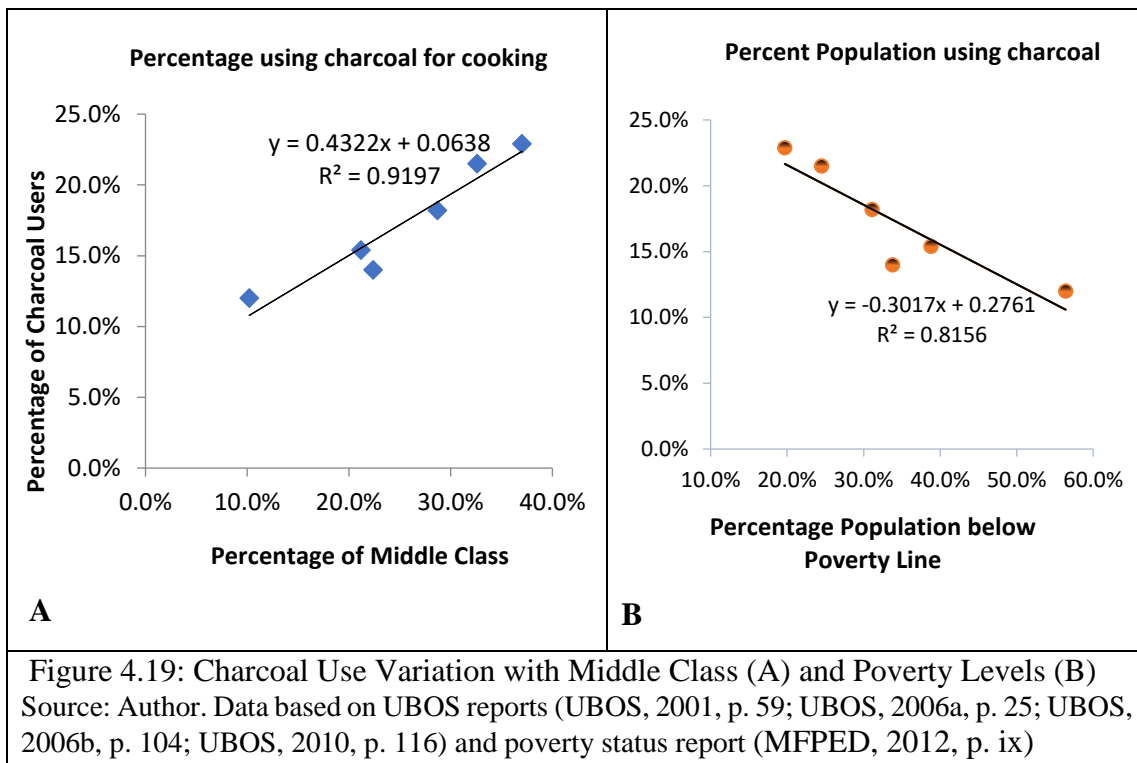 Percentage using charcoal for cooking
25.0%
20.0%
15.0%
10.0%
5.0%
0.0%
y = 0.4322x + 0.0638
R² = 0.9197
0.0% 10.0% 20.0% 30.0% 40.0%
Percentage of Charcoal Users
Percentage of Middle Class
A
Percent Population using charcoal
25.0%
20.0%
15.0%
10.0%
5.0%
0.0%
y = -0.3017x + 0.2761
R² = 0.8156
10.0% 20.0% 30.0% 40.0% 50.0% 60.0%
Percentage Population below
Poverty Line
B
Figure 4.19: Charcoal Use Variation with Middle Class (A) and Poverty Levels (B)
Source: Author. Data based on UBOS reports (UBOS, 2001, p. 59; UBOS, 2006a, p. 25; UBOS,
2006b, p. 104; UBOS, 2010, p. 116) and poverty status report (MFPED, 2012, p. ix)